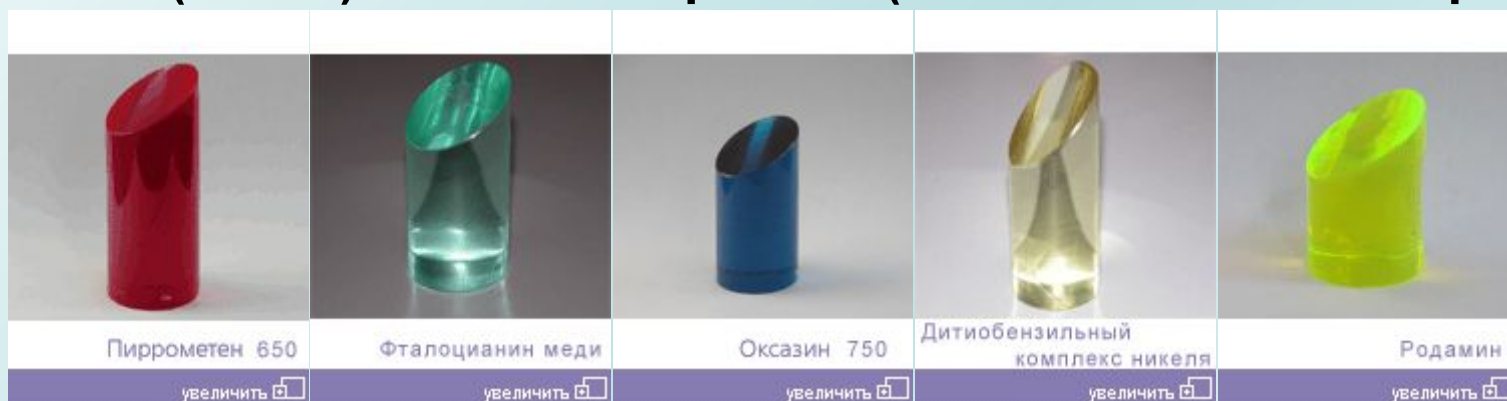 Пиррометен 650
Фталоцианин меди
Оксазин 750
Дитиобензильный
комплекс никеля
Родамин
увеличить
увеличить
увеличить
увеличить
увеличить